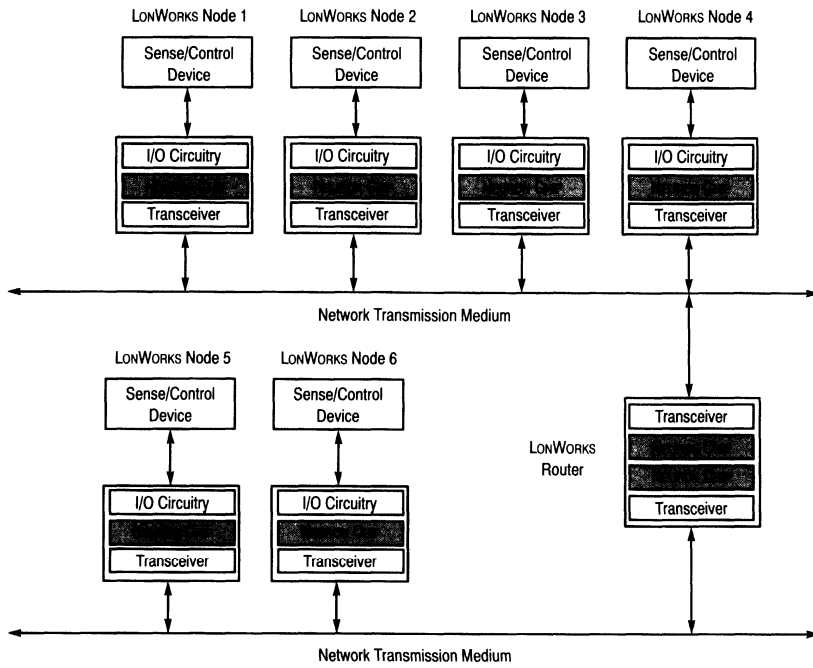 LONWORKS Node 1
LONWORKS Node 2
LONWORKS Node 3
LONWORKS Node 4
Sense/Control
Device
Sense/Control
Device
Sense/Control
Device
Sense/Control
Device
I/O Circuitry
Transceiver
I/O Circuitry
Transceiver
I/O Circuitry
Transceiver
I/O Circuitry
Transceiver
Network Transmission Medium
LONWORKS Node 5
LONWORKS Node 6
Sense/Control
Device
Sense/Control
Device
I/O Circuitry
Transceiver
I/O Circuitry
Transceiver
LONWORKS
Router
Transceiver
Transceiver
Network Transmission Medium